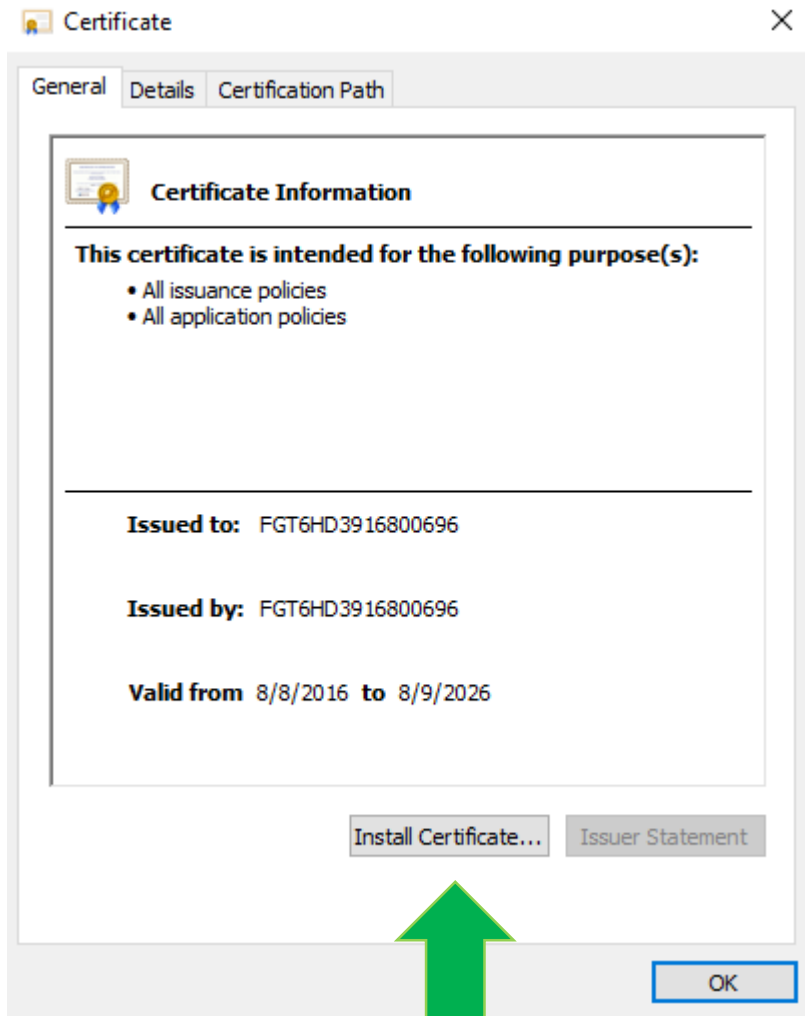 Certificate
General Details Certification Path
Certificate Information
This certificate is intended for the following purpose(s):
• All issuance policies
• All application policies
Issued to: FGT6HD3916800696
Issued by: FGT6HD3916800696
Valid from 8/8/2016 to 8/9/2026
Install Certificate... Issuer Statement
OK